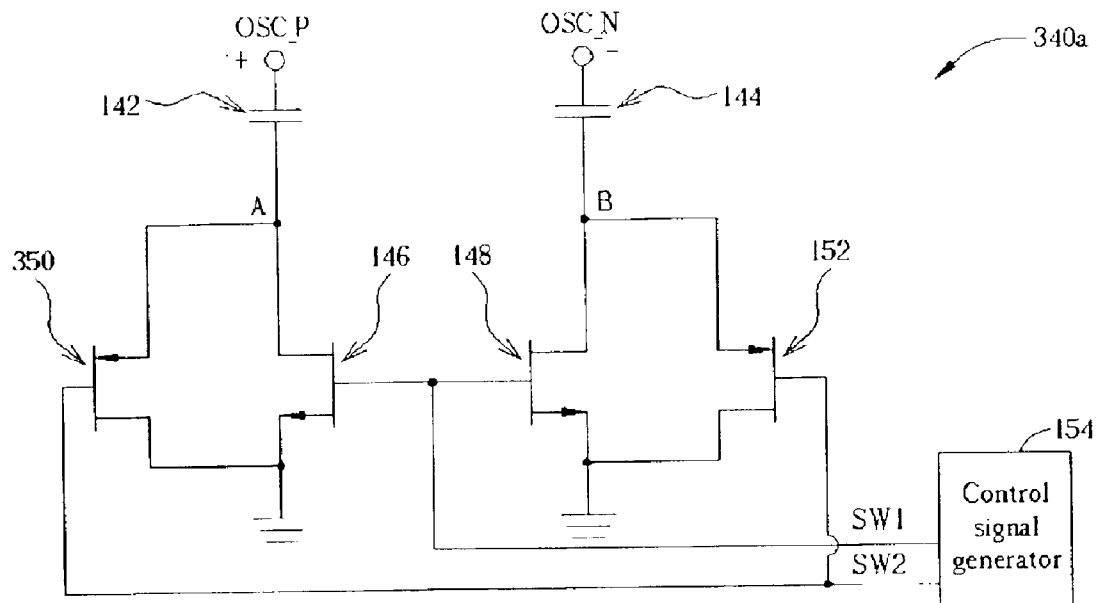 OSC_P
OSC_N
+
-
340a
142
144
A
B
350
146
148
152
154
SW1
SW2
Control
signal
generator